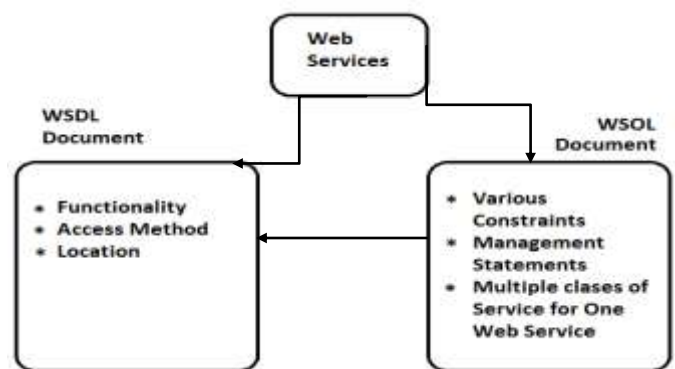 Web
Services
WSDL
Document
WSOL
Document
* Functionality
* Access Method
* Location
* Various
Constraints
* Management
Statements
* Multiple clases of
Service for One
Web Service